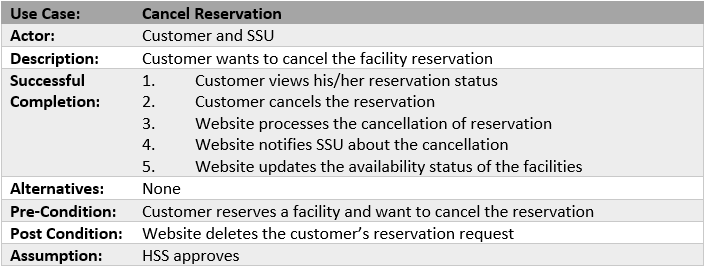 Use Case: Cancel Reservation
Actor: Customer and SSU
Description: Customer wants to cancel the facility reservation
Successful 1. Customer views his/her reservation status
Completion: 2. Customer cancels the reservation
3. Website processes the cancellation of reservation
4. Website notifies SSU about the cancellation
5. Website updates the availability status of the facilities
Alternatives: None
Pre-Condition: Customer reserves a facility and want to cancel the reservation
Post Condition: Website deletes the customer’s reservation request
Assumption: HSS approves